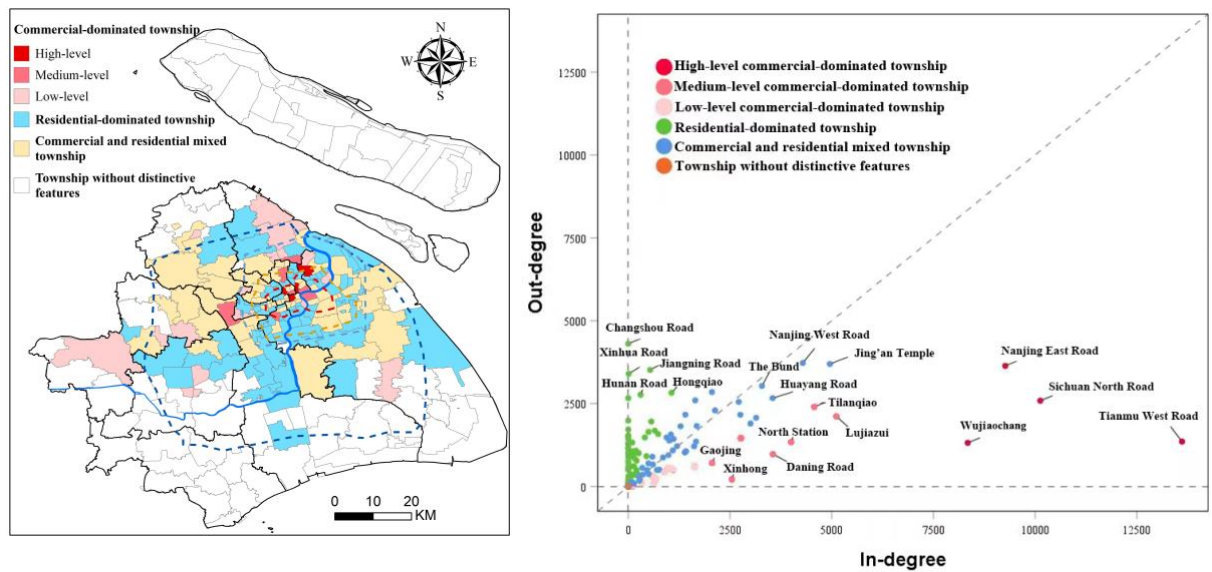 Commercial-dominated township
High-level
Medium-level
Low-level
Residential-dominated township
Commercial and residential mixed
township
Township without distinctive
features
N
W
E
S
0 10 20
KM
High-level commercial-dominated township
Medium-level commercial-dominated township
Low-level commercial-dominated township
Residential-dominated township
Commercial and residential mixed township
Township without distinctive features
Out-degree
12500
10000
7500
5000
2500
0
Changshou Road
Xinhua Road
Jiangning Road
Hunan Road
Hongqiao
Nanjing West Road
The Bund
Jing'an Temple
Huayang Road
Tilanqiao
Nanjing East Road
Sichuan North Road
Tianmu West Road
Wujiaochang
North Station
Lujiazui
Gaojing
Xinhong
Daning Road
0
2500
5000
7500
10000
12500
In-degree